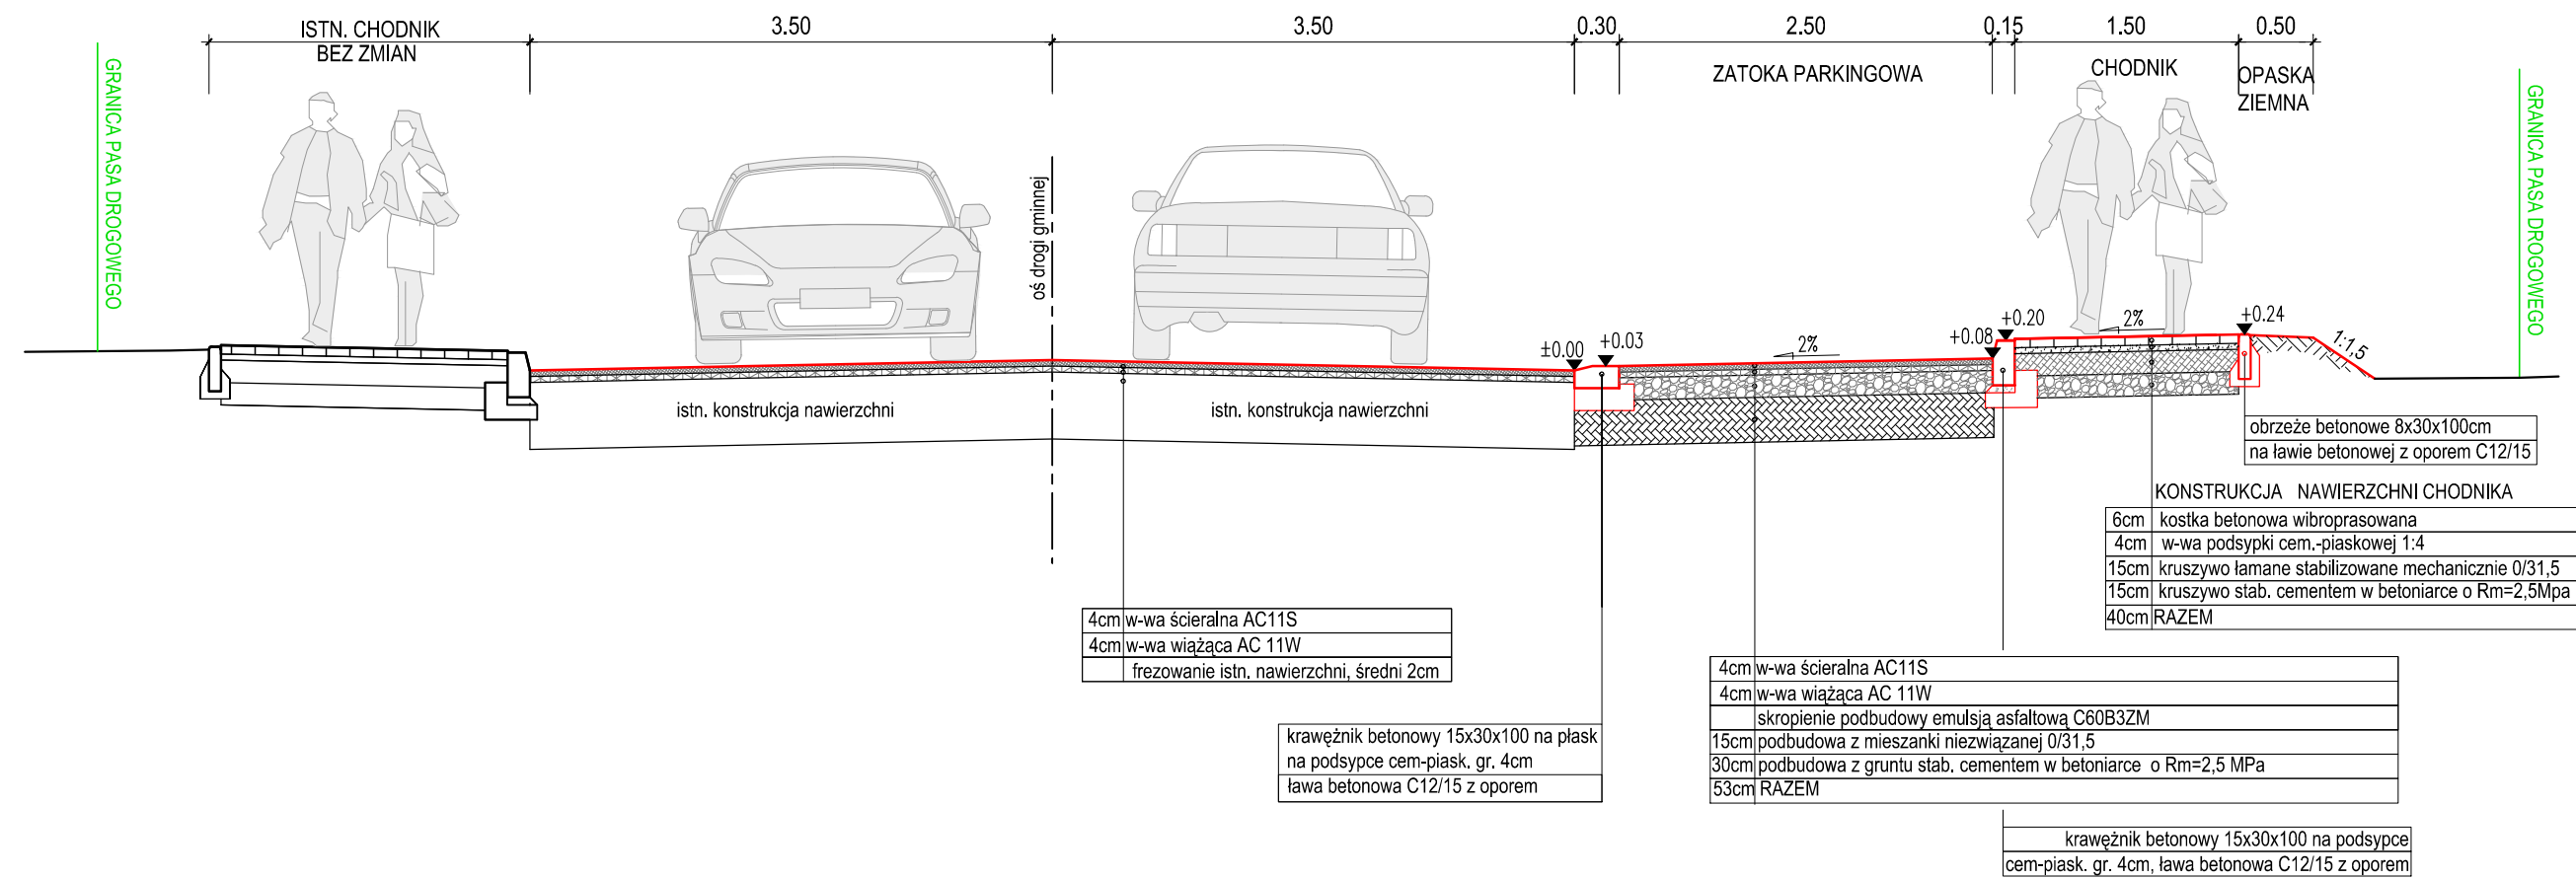 ISTN. CHODNIK
BEZ ZMIAN
3.50
3.50
0.30
2.50
0.15
1.50
0.50
ZATOKA PARKINGOWA
CHODNIK
OPASKA
ZIEMNA
GRANICA PASA DROGOWEGO
GRANICA PASA DROGOWEGO
oś drogi gminnej
±0.00
+0.03
2%
+0.08
+0.20
2%
+0.24
1:1,5
istn. konstrukcja nawierzchni
istn. konstrukcja nawierzchni
obrzeże betonowe 8x30x100cm
na ławie betonowej z oporem C12/15
KONSTRUKCJA NAWIERZCHNI CHODNIKA
6cm kostka betonowa wibroprasowana
4cm w-wa podsypki cem.-piaskowej 1:4
15cm kruszywo łamane stabilizowane mechanicznie 0/31,5
15cm kruszywo stab. cementem w betoniarce o Rm=2,5Mpa
40cm RAZEM
4cm w-wa ścieralna AC11S
4cm w-wa wiążąca AC 11W
frezowanie istn. nawierzchni, średni 2cm
4cm w-wa ścieralna AC11S
4cm w-wa wiążąca AC 11W
skropienie podbudowy emulsją asfaltową C60B3ZM
15cm podbudowa z mieszanki niezwiązanej 0/31,5
30cm podbudowa z gruntu stab. cementem w betoniarce o Rm=2,5 MPa
53cm RAZEM
krawężnik betonowy 15x30x100 na płask
na podsypce cem-piask. gr. 4cm
ława betonowa C12/15 z oporem
krawężnik betonowy 15x30x100 na podsypce
cem-piask. gr. 4cm, ława betonowa C12/15 z oporem